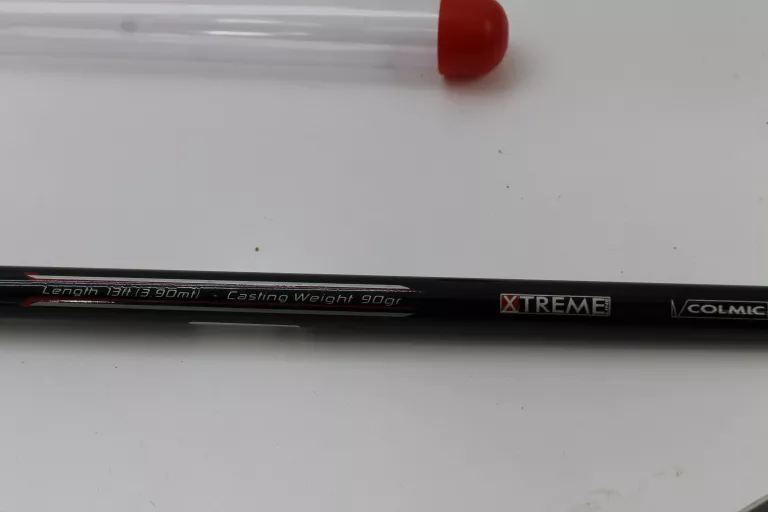 Length 13ft.(3.90mt) - Casting Weight 90gr
XTREME
COLMIC